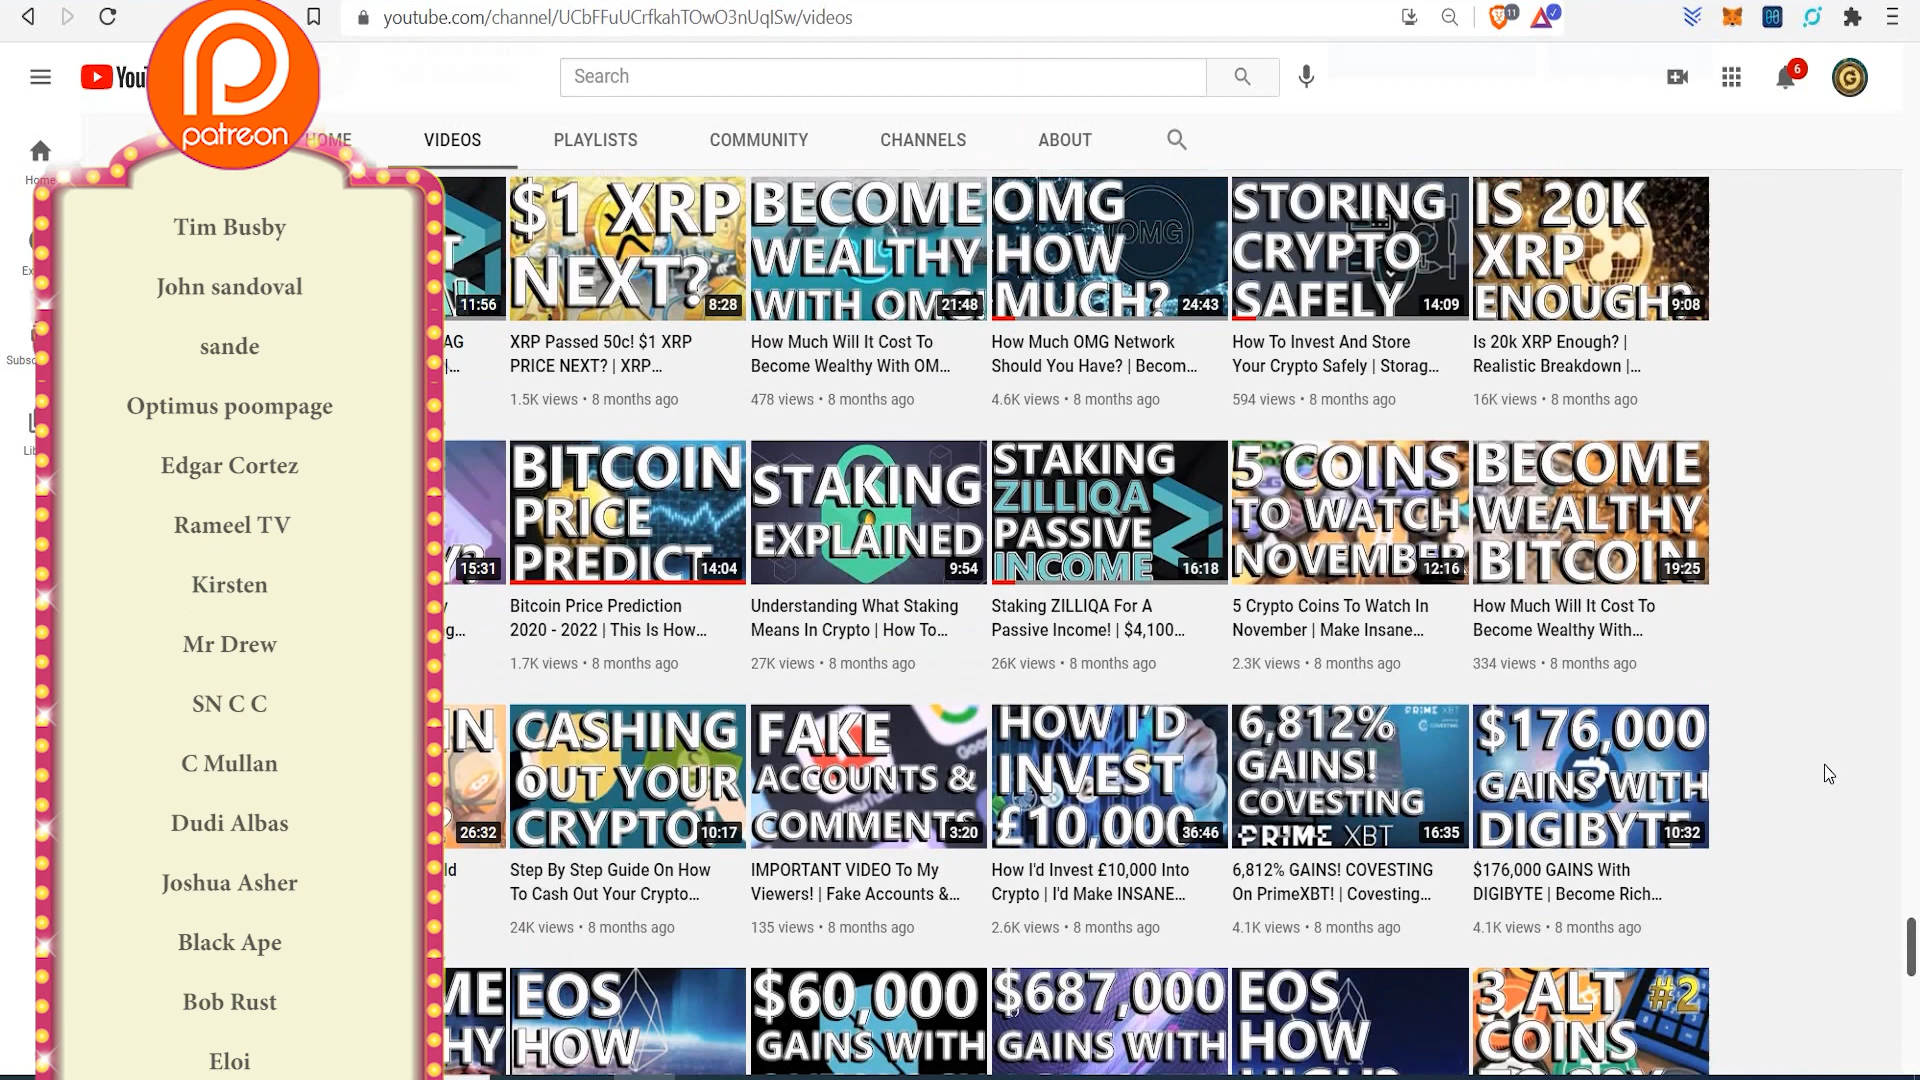 youtube.com/channel/UCbFFuUCrfkahTOwO3nUqISw/videos
11
You
Search
6
patreon
HOME
VIDEOS
PLAYLISTS
COMMUNITY
CHANNELS
ABOUT
Home
Tim Busby
John sandoval
sande
Optimus poompage
Edgar Cortez
Rameel TV
Kirsten
Mr Drew
SN C C
C Mullan
Dudi Albas
Joshua Asher
Black Ape
Bob Rust
Eloi
11:56
$1 XRP
NEXT?
8:28
BECOME
WEALTHY
WITH OMG
21:48
OMG
HOW
MUCH?
OMG
24:43
STORING
CRYPTO
SAFELY
14:09
IS 20K
XRP
ENOUGH?
9:08
XRP Passed 50c! $1 XRP
PRICE NEXT? | XRP...
1.5K views • 8 months ago
How Much Will It Cost To
Become Wealthy With OM...
478 views • 8 months ago
How Much OMG Network
Should You Have? | Becom...
4.6K views • 8 months ago
How To Invest And Store
Your Crypto Safely | Storag...
594 views • 8 months ago
Is 20k XRP Enough? |
Realistic Breakdown |...
16K views • 8 months ago
15:31
BITCOIN
PRICE
PREDICT
14:04
STAKING
EXPLAINED
9:54
STAKING
ZILLIQA
PASSIVE
INCOME
16:18
5 COINS
TO WATCH
NOVEMBER
12:16
BECOME
WEALTHY
BITCOIN
19:25
Bitcoin Price Prediction
2020 - 2022 | This Is How...
1.7K views • 8 months ago
Understanding What Staking
Means In Crypto | How To...
27K views • 8 months ago
Staking ZILLIQA For A
Passive Income! | $4,100...
26K views • 8 months ago
5 Crypto Coins To Watch In
November | Make Insane...
2.3K views • 8 months ago
How Much Will It Cost To
Become Wealthy With...
334 views • 8 months ago
26:32
CASHING
OUT YOUR
CRYPTO!
10:17
FAKE
ACCOUNTS &
COMMENTS
3:20
HOW I'D
INVEST
£10,000
36:46
6,812%
GAINS!
COVESTING
PRIME XBT
16:35
$176,000
GAINS WITH
DIGIBYTE
10:32
Step By Step Guide On How
To Cash Out Your Crypto...
24K views • 8 months ago
IMPORTANT VIDEO To My
Viewers! | Fake Accounts &...
135 views • 8 months ago
How I'd Invest £10,000 Into
Crypto | I'd Make INSANE...
2.6K views • 8 months ago
6,812% GAINS! COVESTING
On PrimeXBT! | Covesting...
4.1K views • 8 months ago
$176,000 GAINS With
DIGIBYTE | Become Rich...
4.1K views • 8 months ago
EOS
HOW
$60,000
GAINS WITH
$687,000
GAINS WITH
EOS
HOW
3 ALT #2
COINS